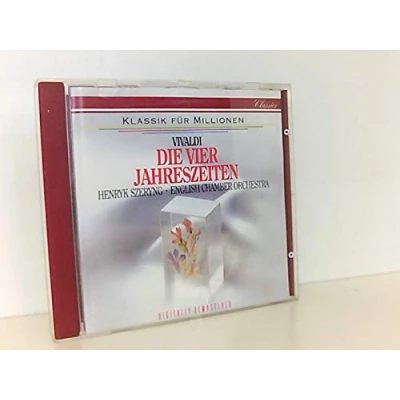 Classics
KLASSIK FÜR MILLIONEN
VIVALDI
DIE VIER
JAHRESZEITEN
HENRYK SZERYNG · ENGLISH CHAMBER ORCHESTRA
DIGITALLY REMASTERED